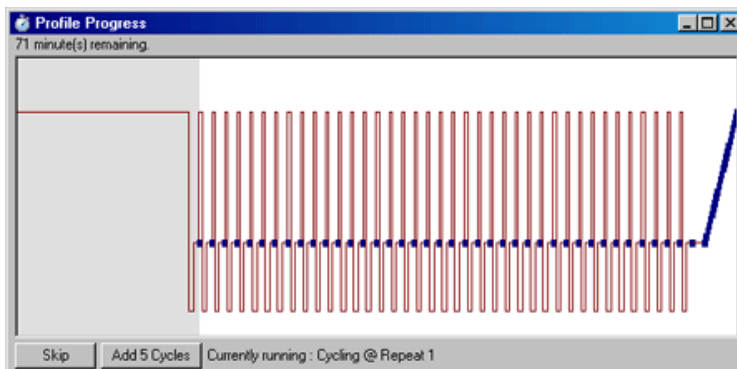 Profile Progress
71 minute(s) remaining.
Skip Add 5 Cycles Currently running : Cycling @ Repeat 1